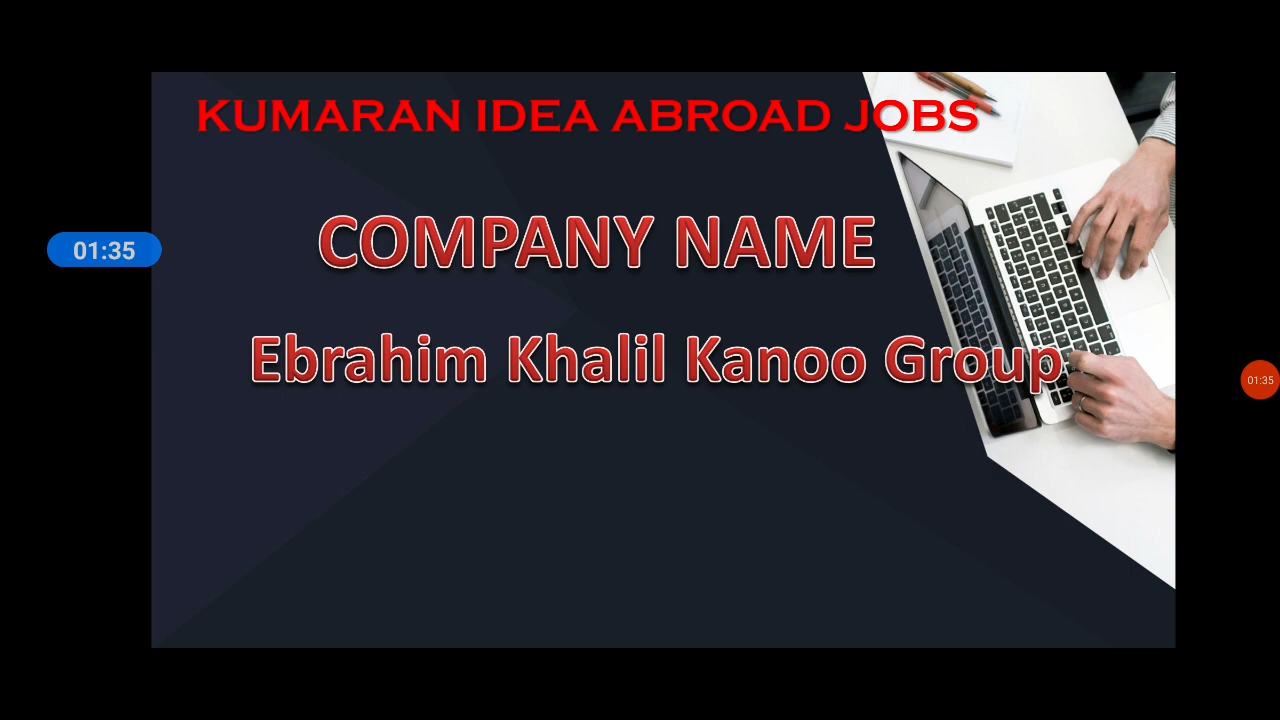 KUMARAN IDEA ABROAD JOBS
COMPANY NAME
01:35
Ebrahim Khalil Kanoo Group
01:35